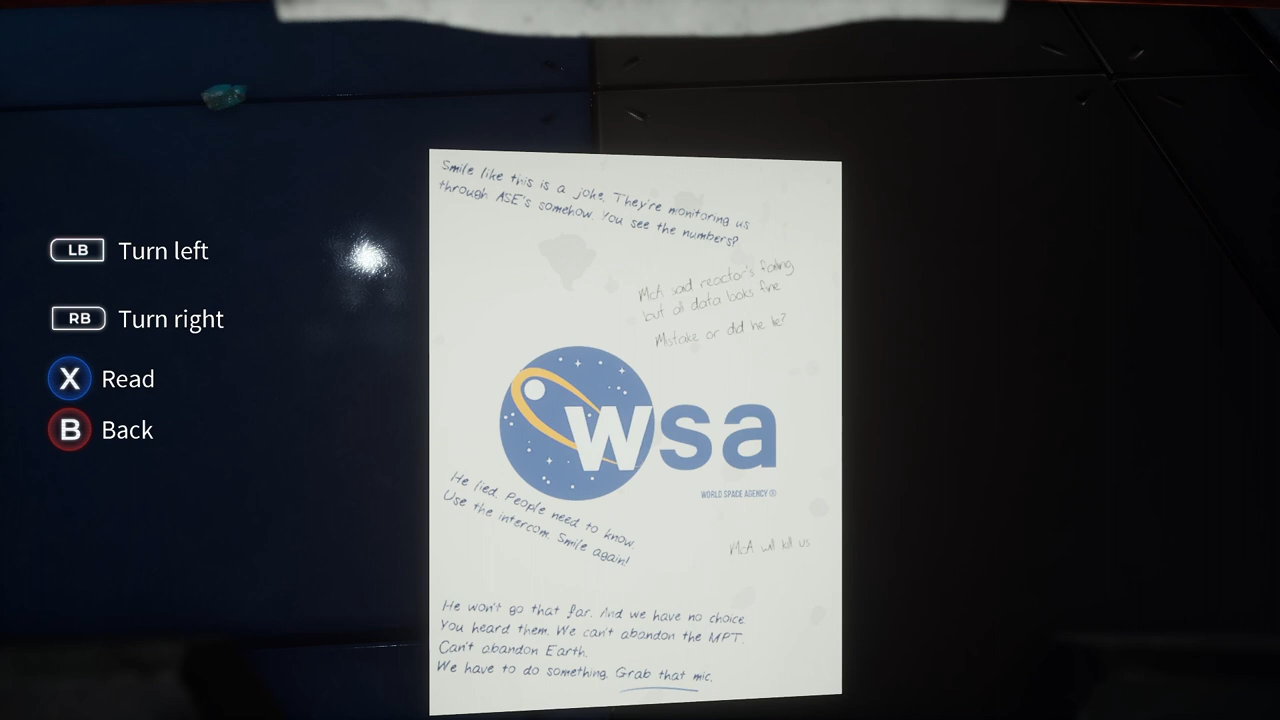 LB Turn left
RB Turn right
X Read
B Back
Smile like this is a joke. They're monitoring us
through ASE's somehow. You see the numbers?
McA said reactor's failing,
but all data looks fine
Mistake or did he lie?
wsa
WORLD SPACE AGENCY ®
He lied. People need to know.
Use the intercom. Smile again!
McA will kill us
He won't go that far. And we have no choice.
You heard them. We can't abandon the MPT.
Can't abandon Earth.
We have to do something. Grab that mic.